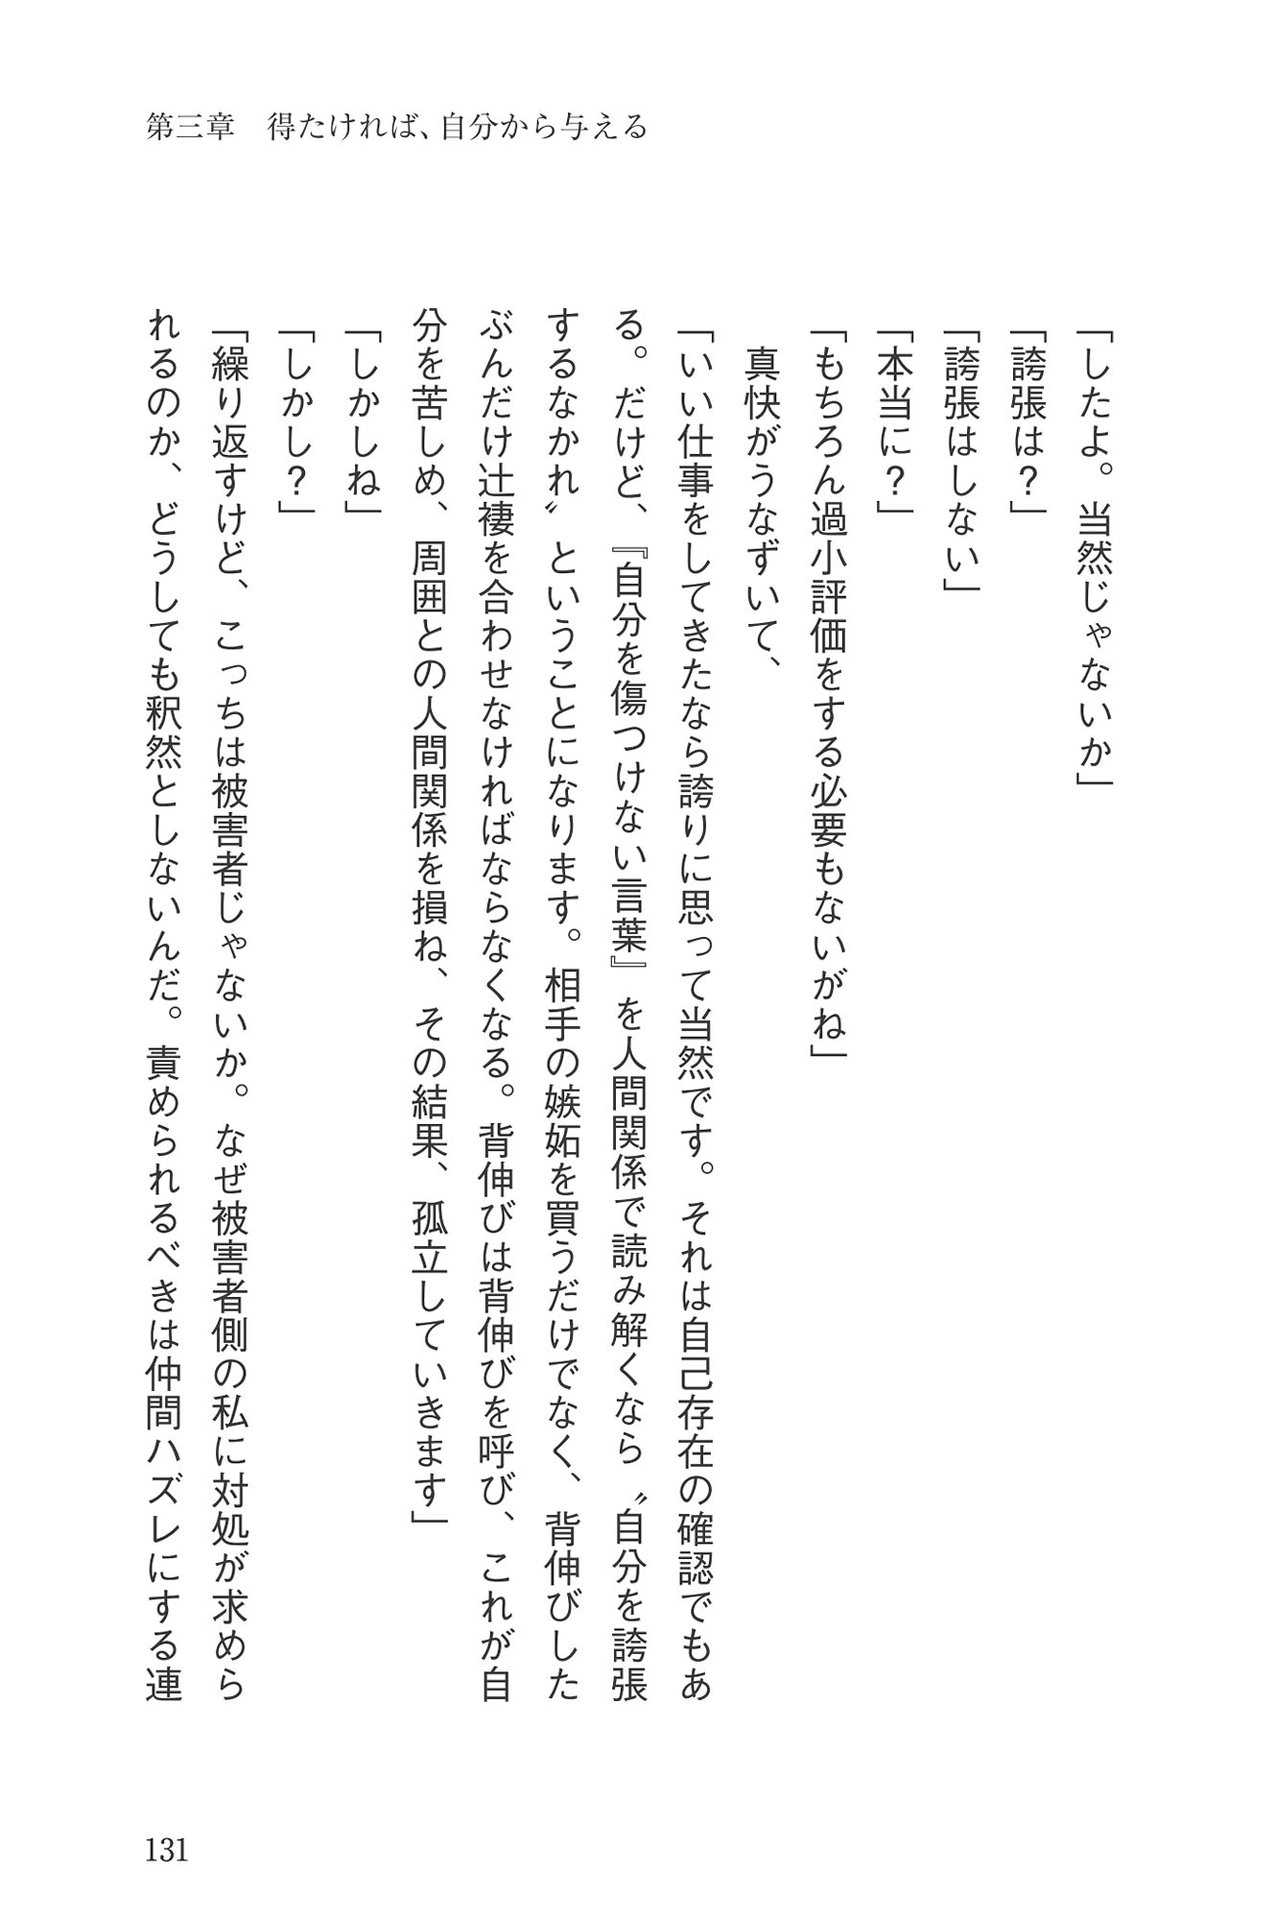 第三章　得たければ、自分から与える
「したよ。当然じゃないか」
「誇張は？」
「誇張はしない」
「本当に？」
「もちろん過小評価をする必要もないがね」
　真快がうなずいて、
「いい仕事をしてきたなら誇りに思って当然です。それは自己存在の確認でもあ
る。だけど、『自分を傷つけない言葉』を人間関係で読み解くなら〝自分を誇張
するなかれ〟ということになります。相手の嫉妬を買うだけでなく、背伸びした
ぶんだけ辻褄を合わせなければならなくなる。背伸びは背伸びを呼び、これが自
分を苦しめ、周囲との人間関係を損ね、その結果、孤立していきます」
「しかしね」
「しかし？」
「繰り返すけど、こっちは被害者じゃないか。なぜ被害者側の私に対処が求めら
れるのか、どうしても釈然としないんだ。責められるべきは仲間ハズレにする連
131